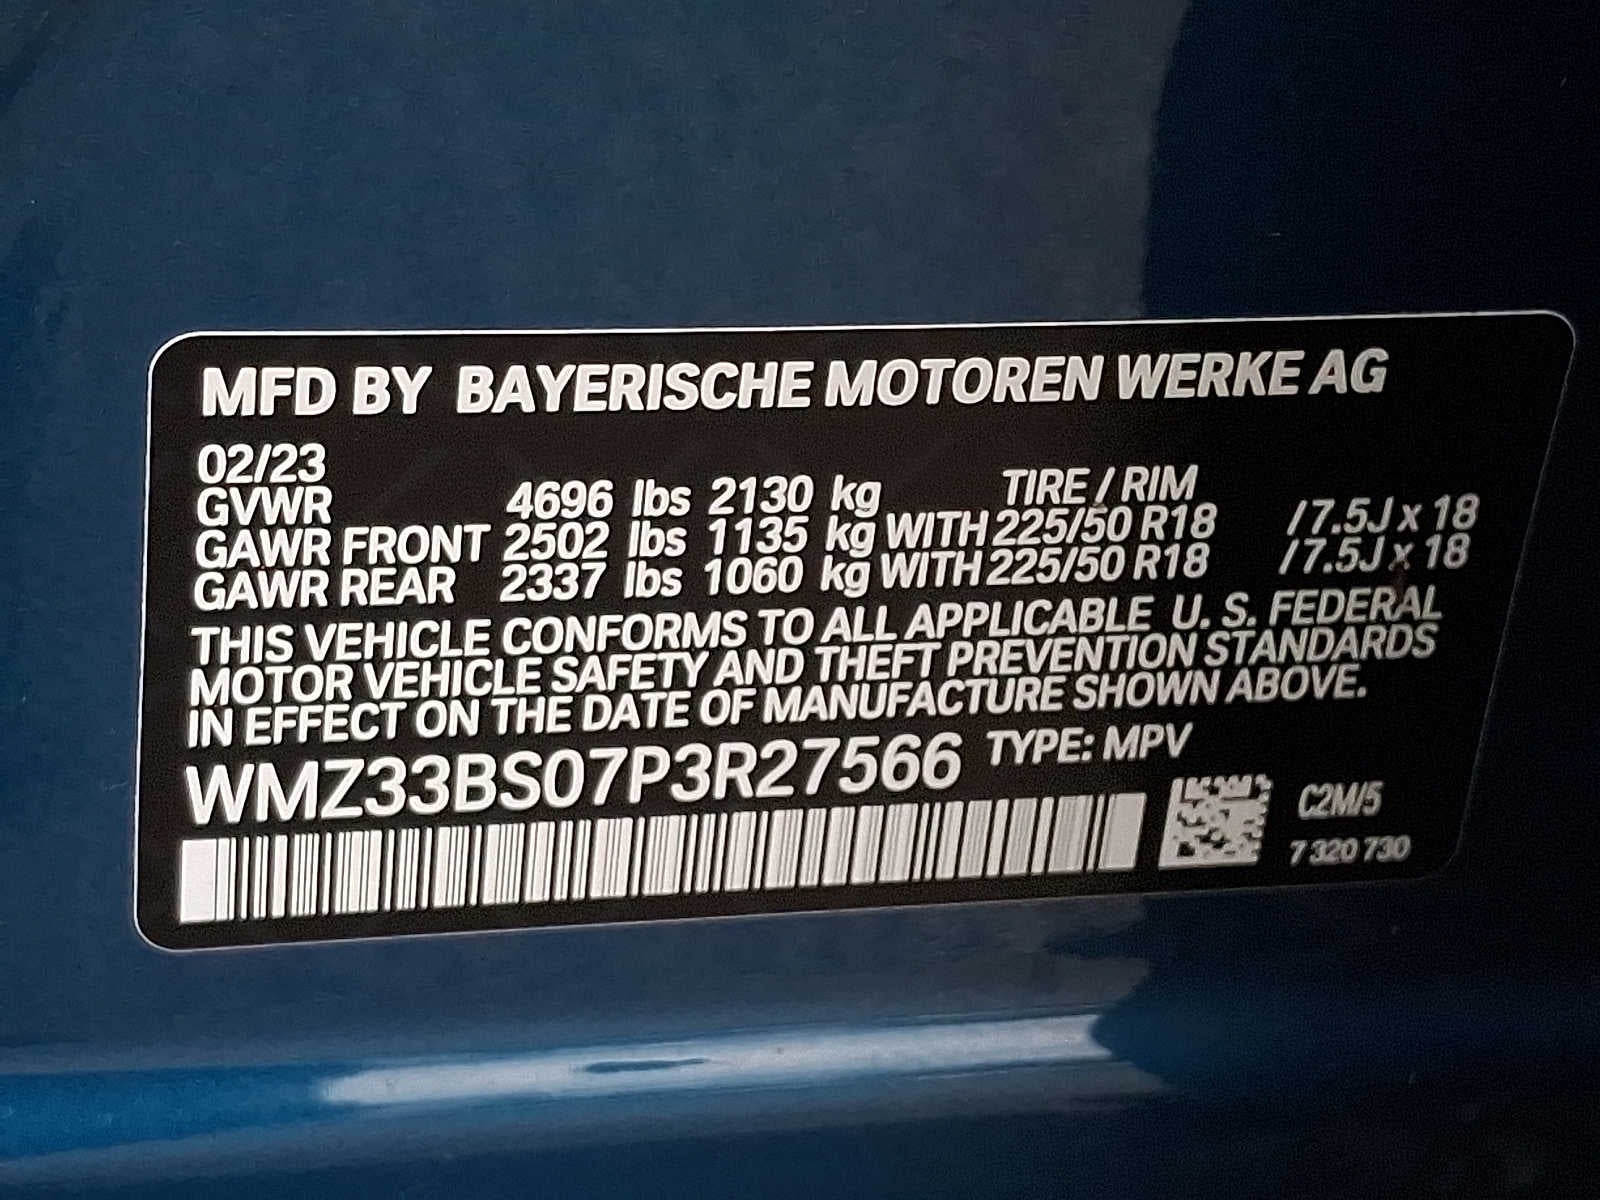 MFD BY BAYERISCHE MOTOREN WERKE AG
02/23
GVWR 4696 lbs 2130 kg TIRE / RIM
GAWR FRONT 2502 lbs 1135 kg WITH 225/50 R18 / 7.5J x 18
GAWR REAR 2337 lbs 1060 kg WITH 225/50 R18 / 7.5J x 18
THIS VEHICLE CONFORMS TO ALL APPLICABLE U. S. FEDERAL
MOTOR VEHICLE SAFETY AND THEFT PREVENTION STANDARDS
IN EFFECT ON THE DATE OF MANUFACTURE SHOWN ABOVE.
WMZ33BS07P3R27566 TYPE: MPV
C2M/5
7 320 730